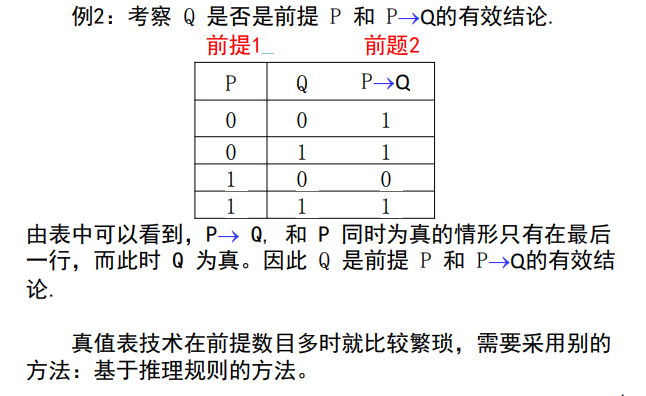 例2: 考察 Q 是否是前提 P 和 P→Q的有效结论.
前提1 前题2
P Q P→Q
0 0 1
0 1 1
1 0 0
1 1 1
由表中可以看到，P→ Q, 和 P 同时为真的情形只有在最后
一行，而此时 Q 为真。因此 Q 是前提 P 和 P→Q的有效结
论.
真值表技术在前提数目多时就比较繁琐，需要采用别的
方法：基于推理规则的方法。